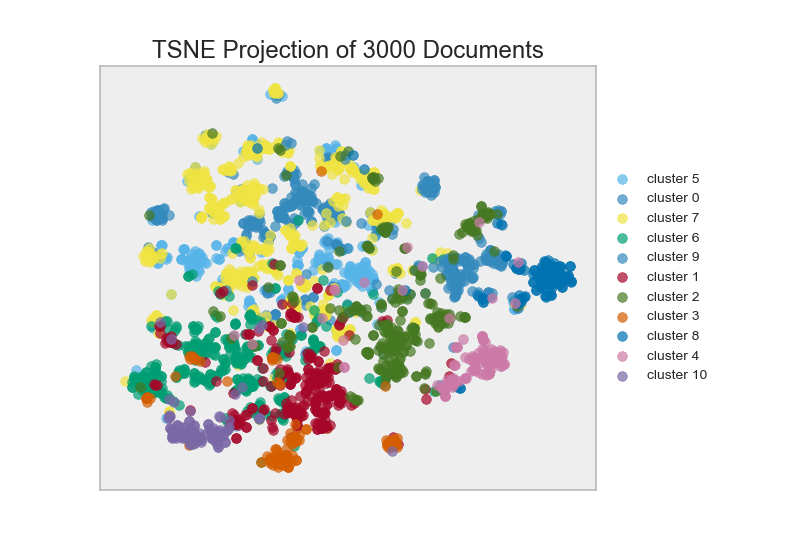 TSNE Projection of 3000 Documents
cluster 5
cluster 0
cluster 7
cluster 6
cluster 9
cluster 1
cluster 2
cluster 3
cluster 8
cluster 4
cluster 10